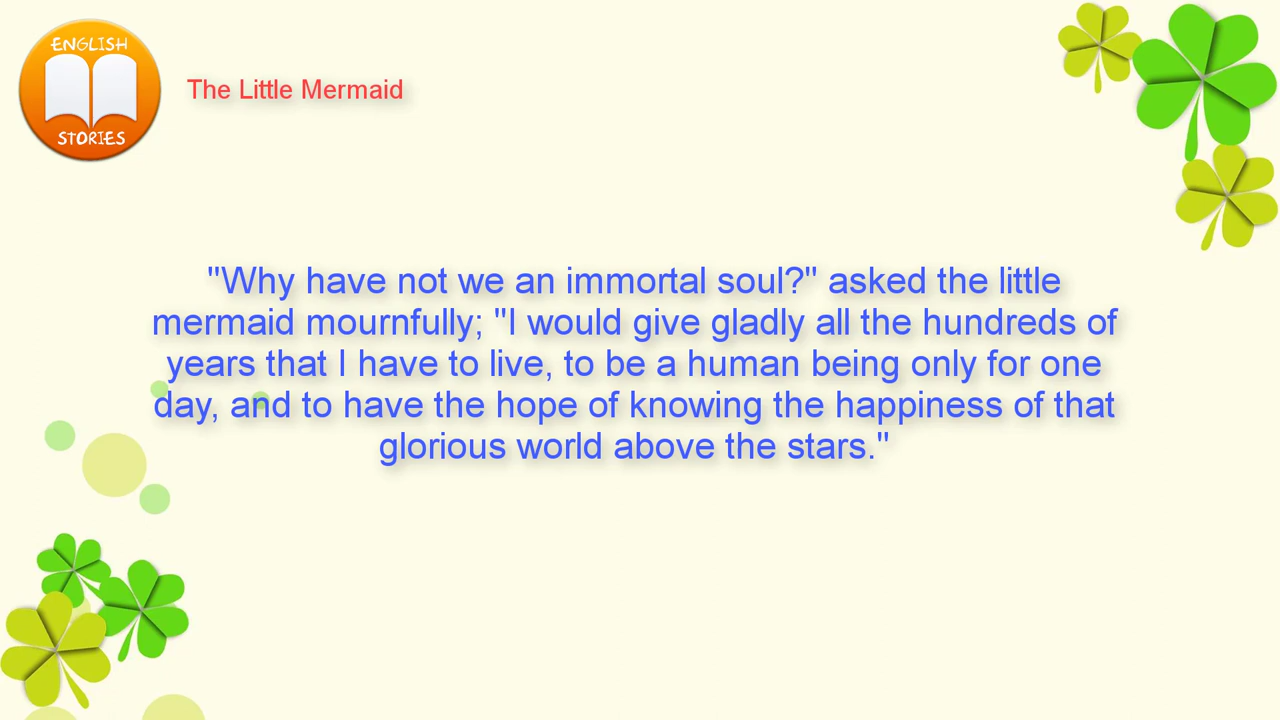 ENGLISH
STORIES
The Little Mermaid
"Why have not we an immortal soul?" asked the little
mermaid mournfully; "I would give gladly all the hundreds of
years that I have to live, to be a human being only for one
day, and to have the hope of knowing the happiness of that
glorious world above the stars."